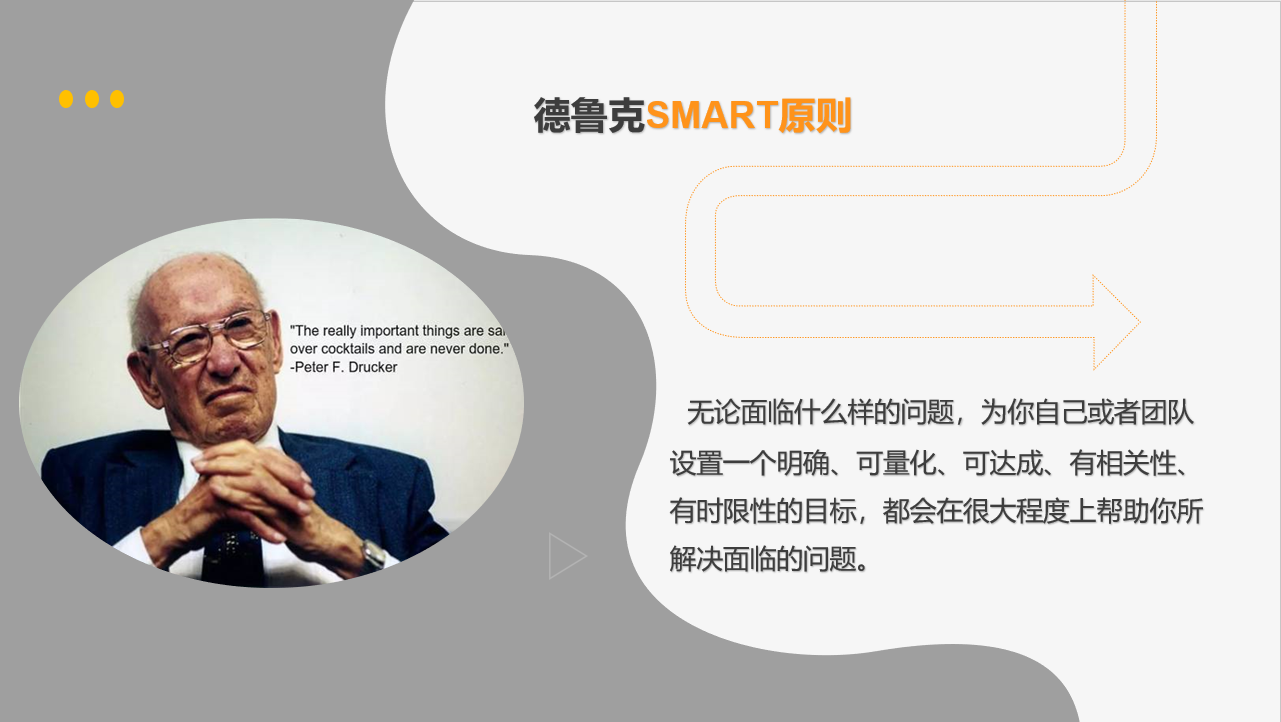 德鲁克SMART原则
"The really important things are
over cocktails and are never done."
-Peter F. Drucker
无论面临什么样的问题，为你自己或者团队
设置一个明确、可量化、可达成、有相关性、
有时限性的目标，都会在很大程度上帮助你所
解决面临的问题。